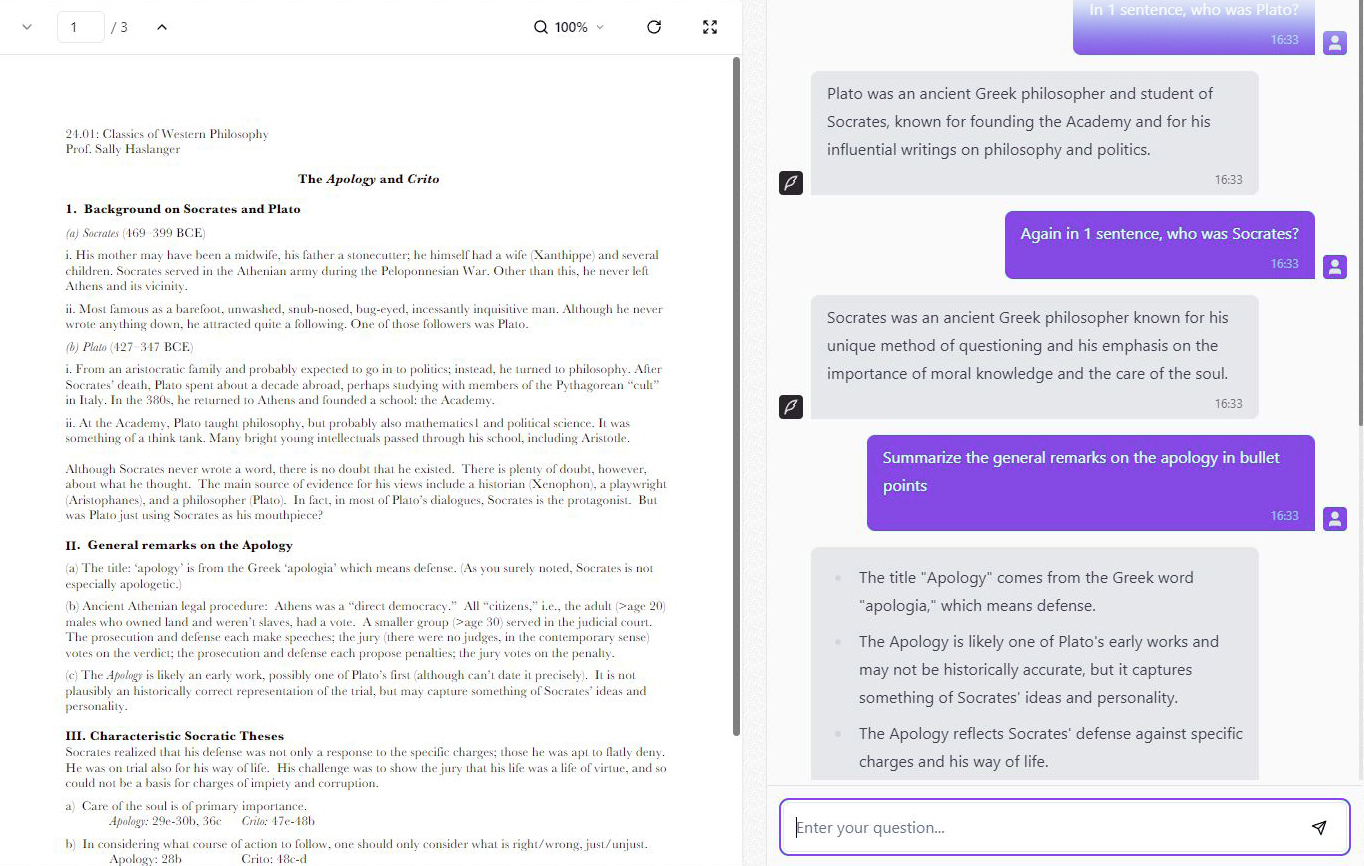 1 / 3
100%
24.01: Classics of Western Philosophy
Prof. Sally Haslanger
The Apology and Crito
1. Background on Socrates and Plato
(a) Socrates (469–399 BCE)
i. His mother may have been a midwife, his father a stonecutter; he himself had a wife (Xanthippe) and several
children. Socrates served in the Athenian army during the Peloponnesian War. Other than this, he never left
Athens and its vicinity.
ii. Most famous as a barefoot, unwashed, snub-nosed, bug-eyed, incessantly inquisitive man. Although he never
wrote anything down, he attracted quite a following. One of those followers was Plato.
(b) Plato (427–347 BCE)
i. From an aristocratic family and probably expected to go in to politics; instead, he turned to philosophy. After
Socrates' death, Plato spent about a decade abroad, perhaps studying with members of the Pythagorean "cult"
in Italy. In the 380s, he returned to Athens and founded a school: the Academy.
ii. At the Academy, Plato taught philosophy, but probably also mathematics1 and political science. It was
something of a think tank. Many bright young intellectuals passed through his school, including Aristotle.
Although Socrates never wrote a word, there is no doubt that he existed. There is plenty of doubt, however,
about what he thought. The main source of evidence for his views include a historian (Xenophon), a playwright
(Aristophanes), and a philosopher (Plato). In fact, in most of Plato's dialogues, Socrates is the protagonist. But
was Plato just using Socrates as his mouthpiece?
II. General remarks on the Apology
(a) The title: 'apology' is from the Greek 'apologia' which means defense. (As you surely noted, Socrates is not
especially apologetic.)
(b) Ancient Athenian legal procedure: Athens was a "direct democracy." All "citizens," i.e., the adult (>age 20)
males who owned land and weren't slaves, had a vote. A smaller group (>age 30) served in the judicial court.
The prosecution and defense each make speeches; the jury (there were no judges, in the contemporary sense)
votes on the verdict; the prosecution and defense each propose penalties; the jury votes on the penalty.
(c) The Apology is likely an early work, possibly one of Plato's first (although can't date it precisely). It is not
plausibly an historically correct representation of the trial, but may capture something of Socrates' ideas and
personality.
III. Characteristic Socratic Theses
Socrates realized that his defense was not only a response to the specific charges; those he was apt to flatly deny.
He was on trial also for his way of life. His challenge was to show the jury that his life was a life of virtue, and so
could not be a basis for charges of impiety and corruption.
a) Care of the soul is of primary importance.
Apology: 29e-30b, 36c Crito: 47e-48b
b) In considering what course of action to follow, one should only consider what is right/wrong, just/unjust.
Apology: 28b Crito: 48c-d
In 1 sentence, who was Plato?
16:33
Plato was an ancient Greek philosopher and student of
Socrates, known for founding the Academy and for his
influential writings on philosophy and politics.
16:33
Again in 1 sentence, who was Socrates?
16:33
Socrates was an ancient Greek philosopher known for his
unique method of questioning and his emphasis on the
importance of moral knowledge and the care of the soul.
16:33
Summarize the general remarks on the apology in bullet
points
16:33
The title "Apology" comes from the Greek word
"apologia," which means defense.
The Apology is likely one of Plato's early works and
may not be historically accurate, but it captures
something of Socrates' ideas and personality.
The Apology reflects Socrates' defense against specific
charges and his way of life.
Enter your question...